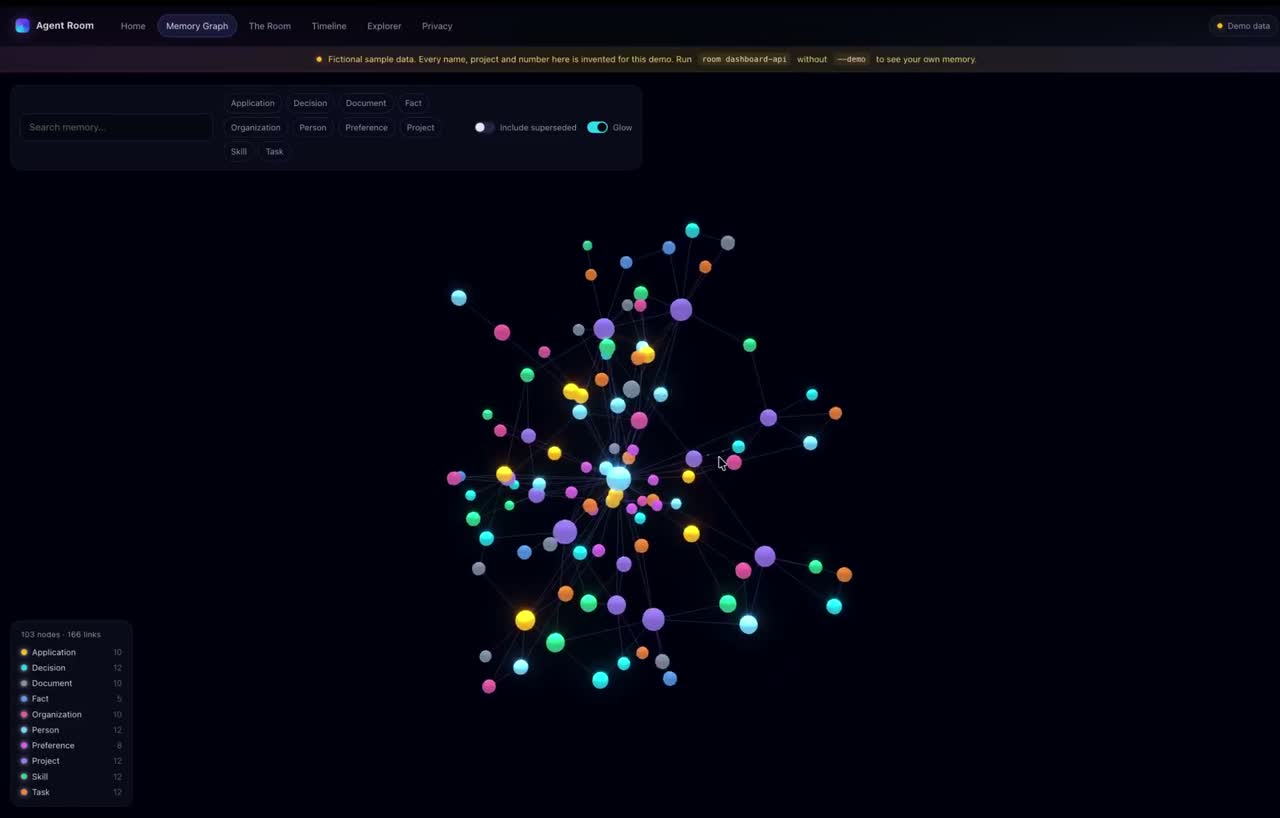 Agent Room Home Memory Graph The Room Timeline Explorer Privacy Demo data
Fictional sample data. Every name, project and number here is invented for this demo. Run room dashboard-api without --demo to see your own memory.
Search memory...
Application Decision Document Fact
Organization Person Preference Project
Skill Task
Include superseded Glow
103 nodes · 166 links
Application 10
Decision 12
Document 10
Fact 5
Organization 10
Person 12
Preference 8
Project 12
Skill 12
Task 12